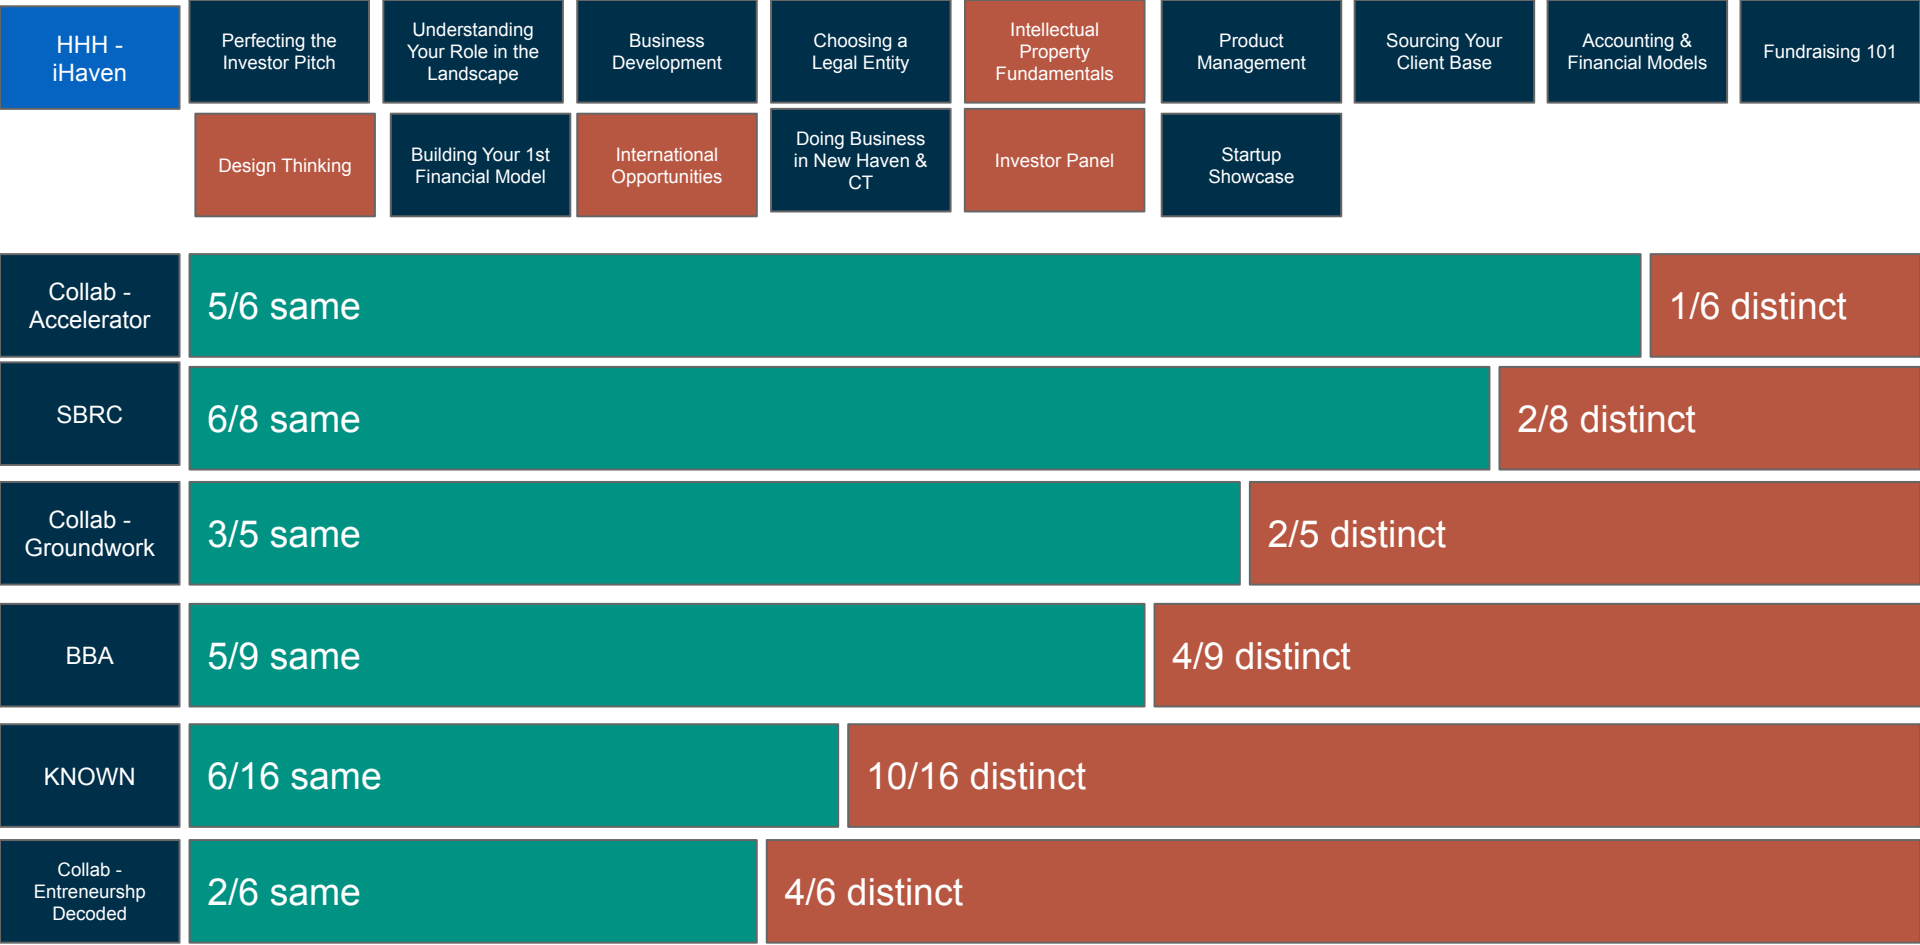 HHH -
iHaven
Perfecting the
Investor Pitch
Understanding
Your Role in the
Landscape
Business
Development
Choosing a
Legal Entity
Intellectual
Property
Fundamentals
Product
Management
Sourcing Your
Client Base
Accounting &
Financial Models
Fundraising 101
Design Thinking
Building Your 1st
Financial Model
International
Opportunities
Doing Business
in New Haven &
CT
Investor Panel
Startup
Showcase
Collab -
Accelerator
5/6 same
1/6 distinct
SBRC
6/8 same
2/8 distinct
Collab -
Groundwork
3/5 same
2/5 distinct
BBA
5/9 same
4/9 distinct
KNOWN
6/16 same
10/16 distinct
Collab -
Entreneurshp
Decoded
2/6 same
4/6 distinct